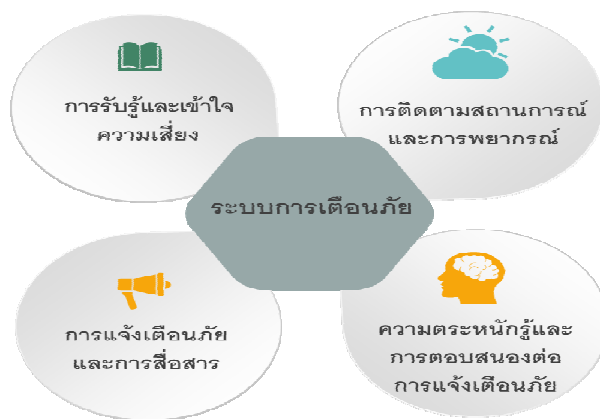 การรับรู้และเข้าใจ
ความเสี่ยง
การติดตามสถานการณ์
และการพยากรณ์
ระบบการเตือนภัย
การแจ้งเตือนภัย
และการสื่อสาร
ความตระหนักรู้และ
การตอบสนองต่อ
การแจ้งเตือนภัย